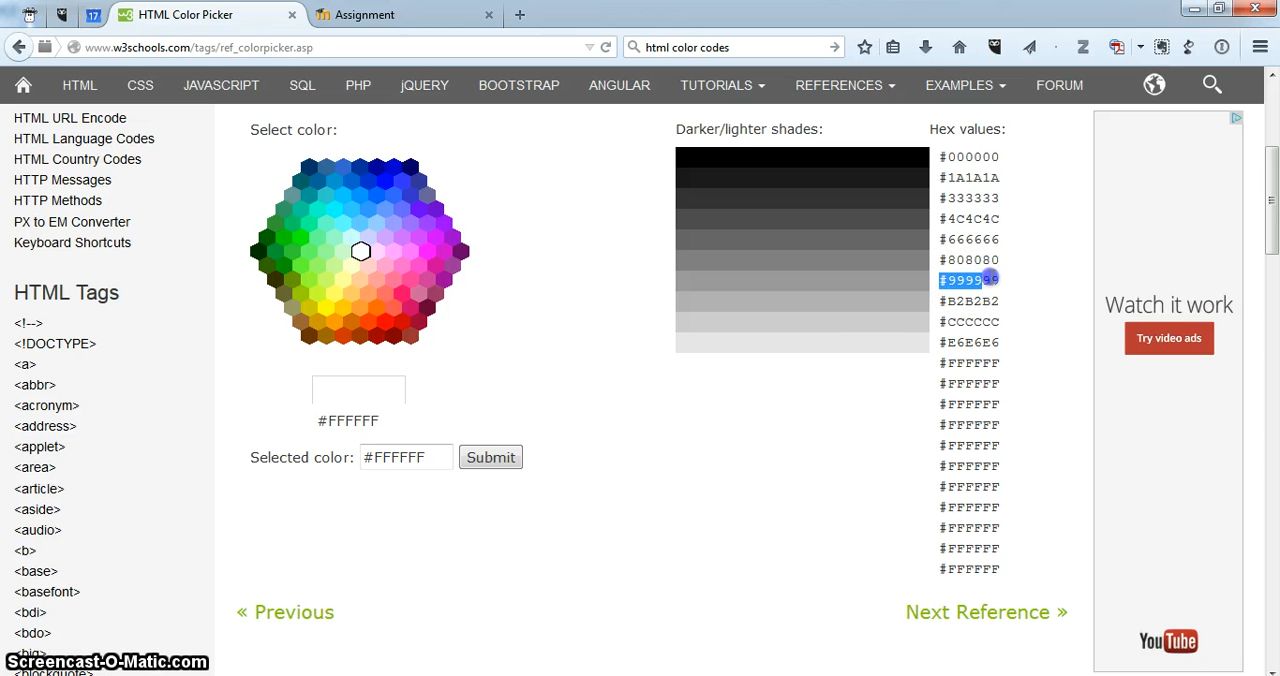 17
HTML Color Picker
Assignment
www.w3schools.com/tags/ref_colorpicker.asp
html color codes
HTML CSS JAVASCRIPT SQL PHP jQUERY BOOTSTRAP ANGULAR TUTORIALS REFERENCES EXAMPLES FORUM
HTML URL Encode
HTML Language Codes
HTML Country Codes
HTTP Messages
HTTP Methods
PX to EM Converter
Keyboard Shortcuts
HTML Tags
<!-->
<!DOCTYPE>
<a>
<abbr>
<acronym>
<address>
<applet>
<area>
<article>
<aside>
<audio>
<b>
<base>
<basefont>
<bdi>
<bdo>
<big>
<blockquote>
Select color:
#FFFFFF
Selected color: #FFFFFF Submit
Darker/lighter shades:
Hex values:
#000000
#1A1A1A
#333333
#4C4C4C
#666666
#808080
#999999
#B2B2B2
#CCCCCC
#E6E6E6
#FFFFFF
#FFFFFF
#FFFFFF
#FFFFFF
#FFFFFF
#FFFFFF
#FFFFFF
#FFFFFF
#FFFFFF
#FFFFFF
#FFFFFF
« Previous
Next Reference »
Watch it work
Try video ads
YouTube
Screencast-O-Matic.com